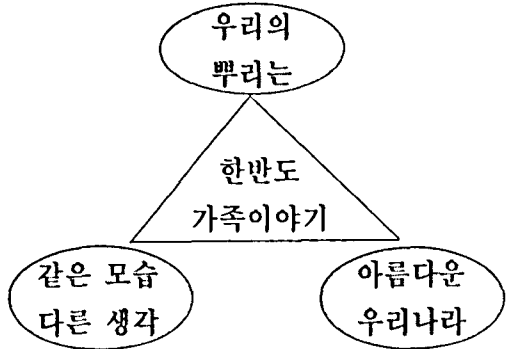 우리의
뿌리는
한반도
가족이야기
같은 모습
다른 생각
아름다운
우리나라